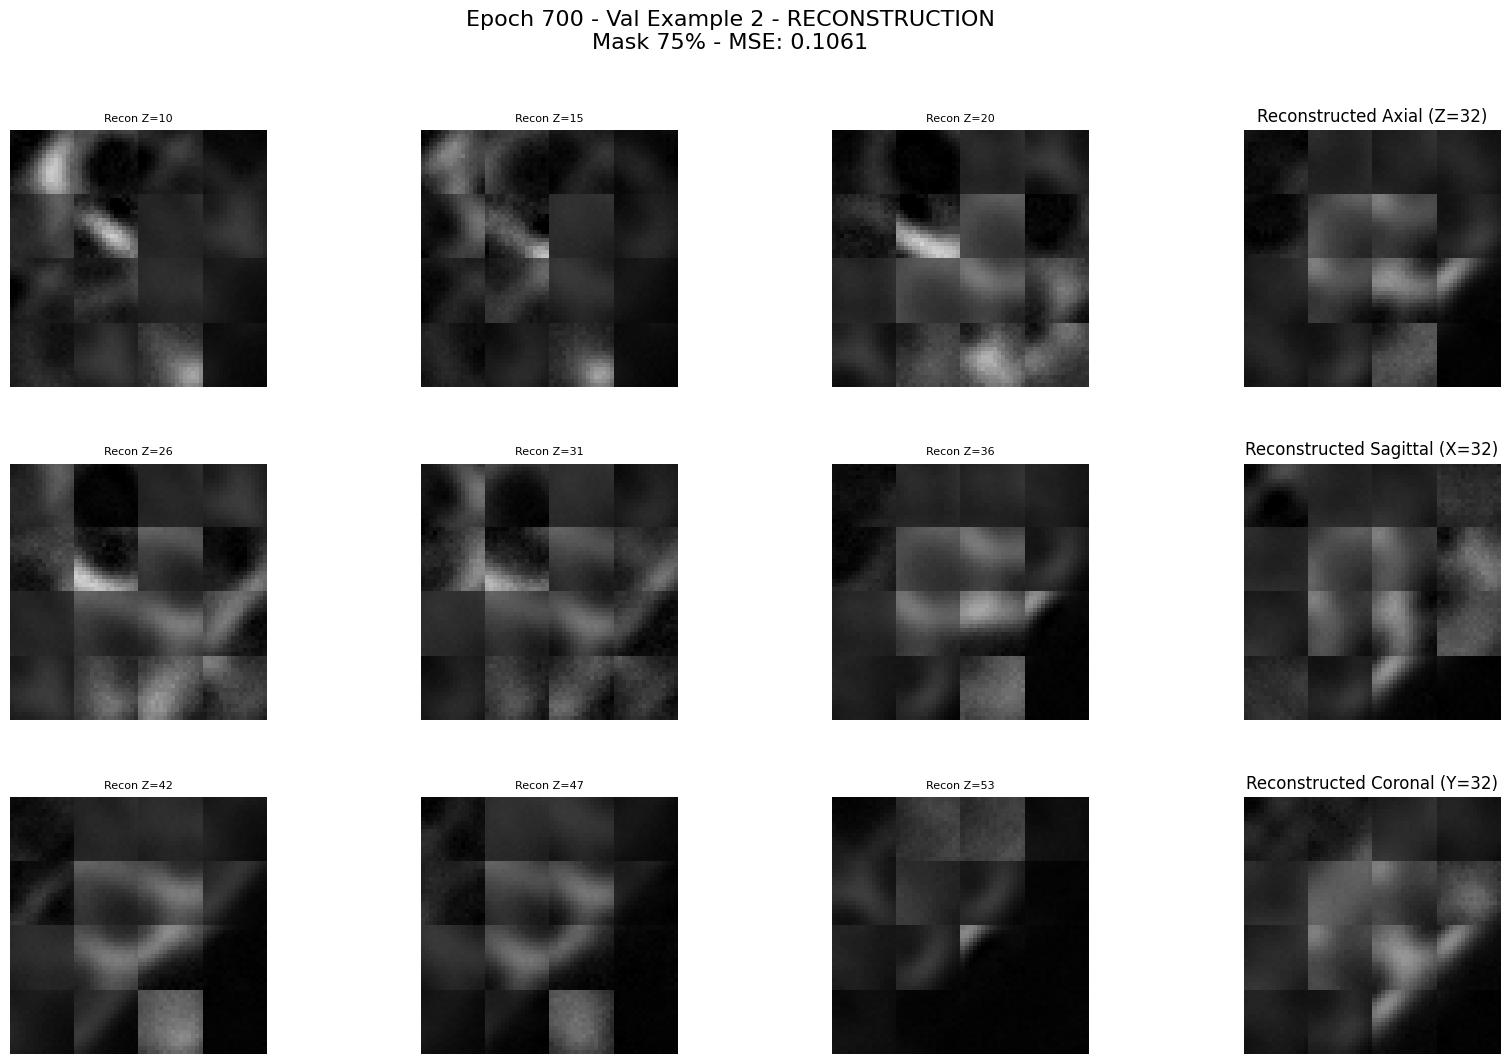 Epoch 700 - Val Example 2 - RECONSTRUCTION
Mask 75% - MSE: 0.1061
Recon Z=10
Recon Z=15
Recon Z=20
Reconstructed Axial (Z=32)
Recon Z=26
Recon Z=31
Recon Z=36
Reconstructed Sagittal (X=32)
Recon Z=42
Recon Z=47
Recon Z=53
Reconstructed Coronal (Y=32)